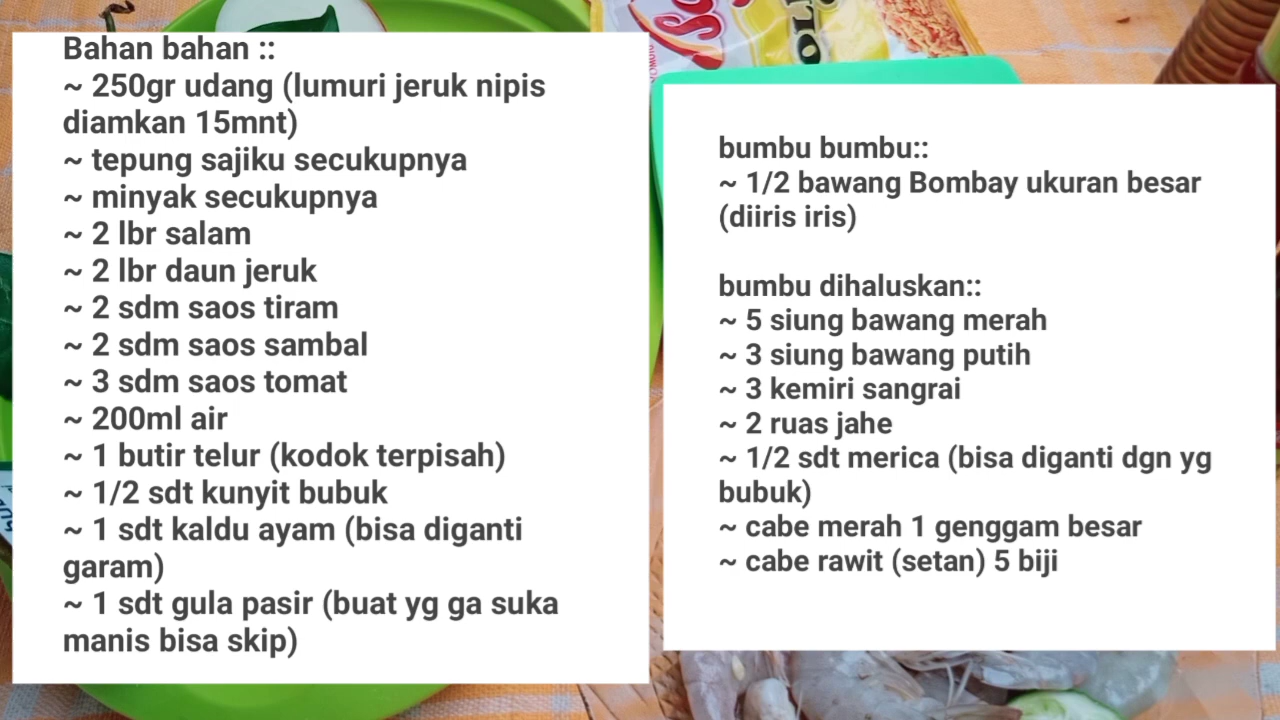 Bahan bahan ::
~ 250gr udang (lumuri jeruk nipis
diamkan 15mnt)
~ tepung sajiku secukupnya
~ minyak secukupnya
~ 2 lbr salam
~ 2 lbr daun jeruk
~ 2 sdm saos tiram
~ 2 sdm saos sambal
~ 3 sdm saos tomat
~ 200ml air
~ 1 butir telur (kodok terpisah)
~ 1/2 sdt kunyit bubuk
~ 1 sdt kaldu ayam (bisa diganti
garam)
~ 1 sdt gula pasir (buat yg ga suka
manis bisa skip)
bumbu bumbu::
~ 1/2 bawang Bombay ukuran besar
(diiris iris)
bumbu dihaluskan::
~ 5 siung bawang merah
~ 3 siung bawang putih
~ 3 kemiri sangrai
~ 2 ruas jahe
~ 1/2 sdt merica (bisa diganti dgn yg
bubuk)
~ cabe merah 1 genggam besar
~ cabe rawit (setan) 5 biji